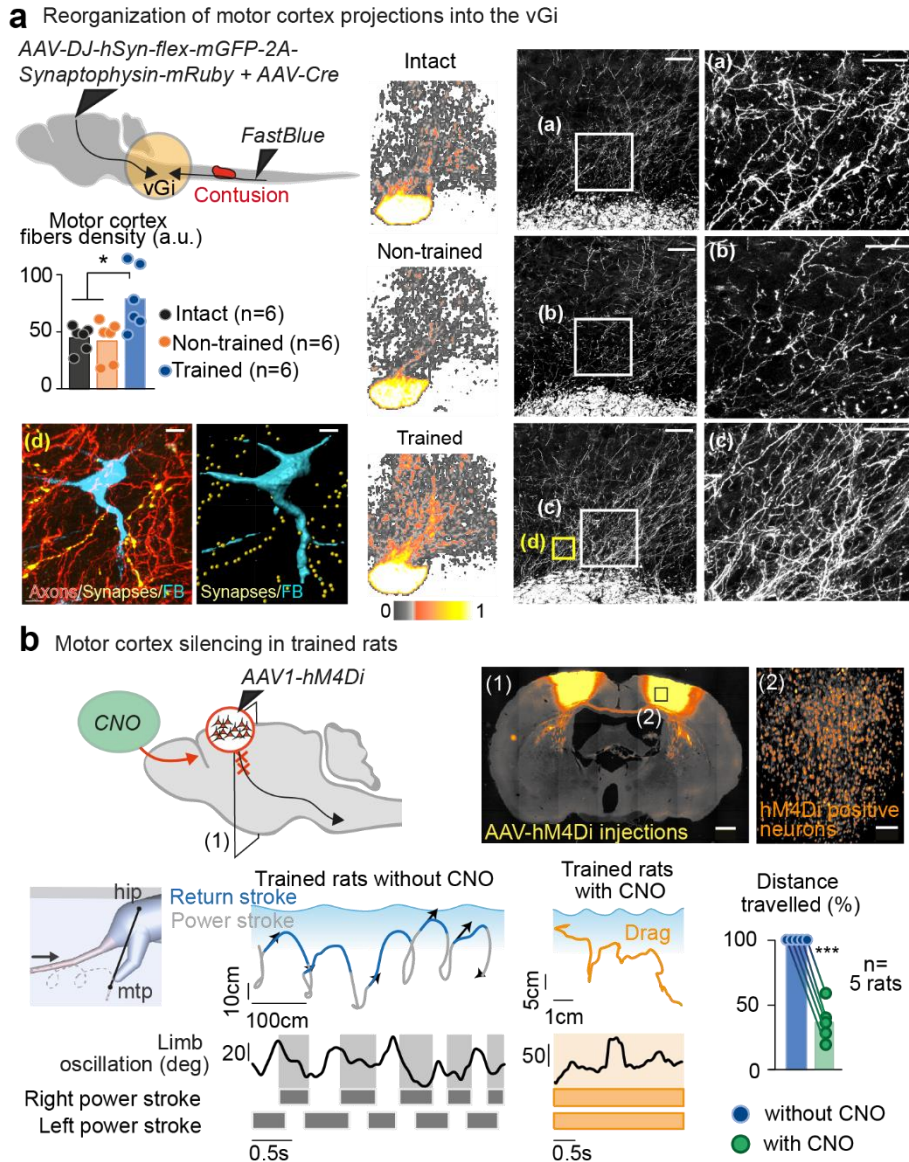 a Reorganization of motor cortex projections into the vGi
AAV-DJ-hSyn-flex-mGFP-2A-
Synaptophysin-mRuby + AAV-Cre
FastBlue
vGi
Contusion
Motor cortex
fibers density (a.u.)
100
50
0
*
Intact (n=6)
Non-trained (n=6)
Trained (n=6)
(d)
Axons/Synapses/FB
Synapses/FB
Intact
Non-trained
Trained
0 1
(a)
(a)
(b)
(b)
(c)
(d)
(c)
b Motor cortex silencing in trained rats
AAV1-hM4Di
CNO
(1)
(1)
(2)
AAV-hM4Di injections
(2)
hM4Di positive
neurons
hip
mtp
Trained rats without CNO
Return stroke
Power stroke
10cm
100cm
Trained rats
with CNO
Drag
5cm
1cm
Distance
travelled (%)
100
50
0
***
n=
5 rats
Limb
oscillation (deg)
20
50
Right power stroke
Left power stroke
0.5s
0.5s
without CNO
with CNO